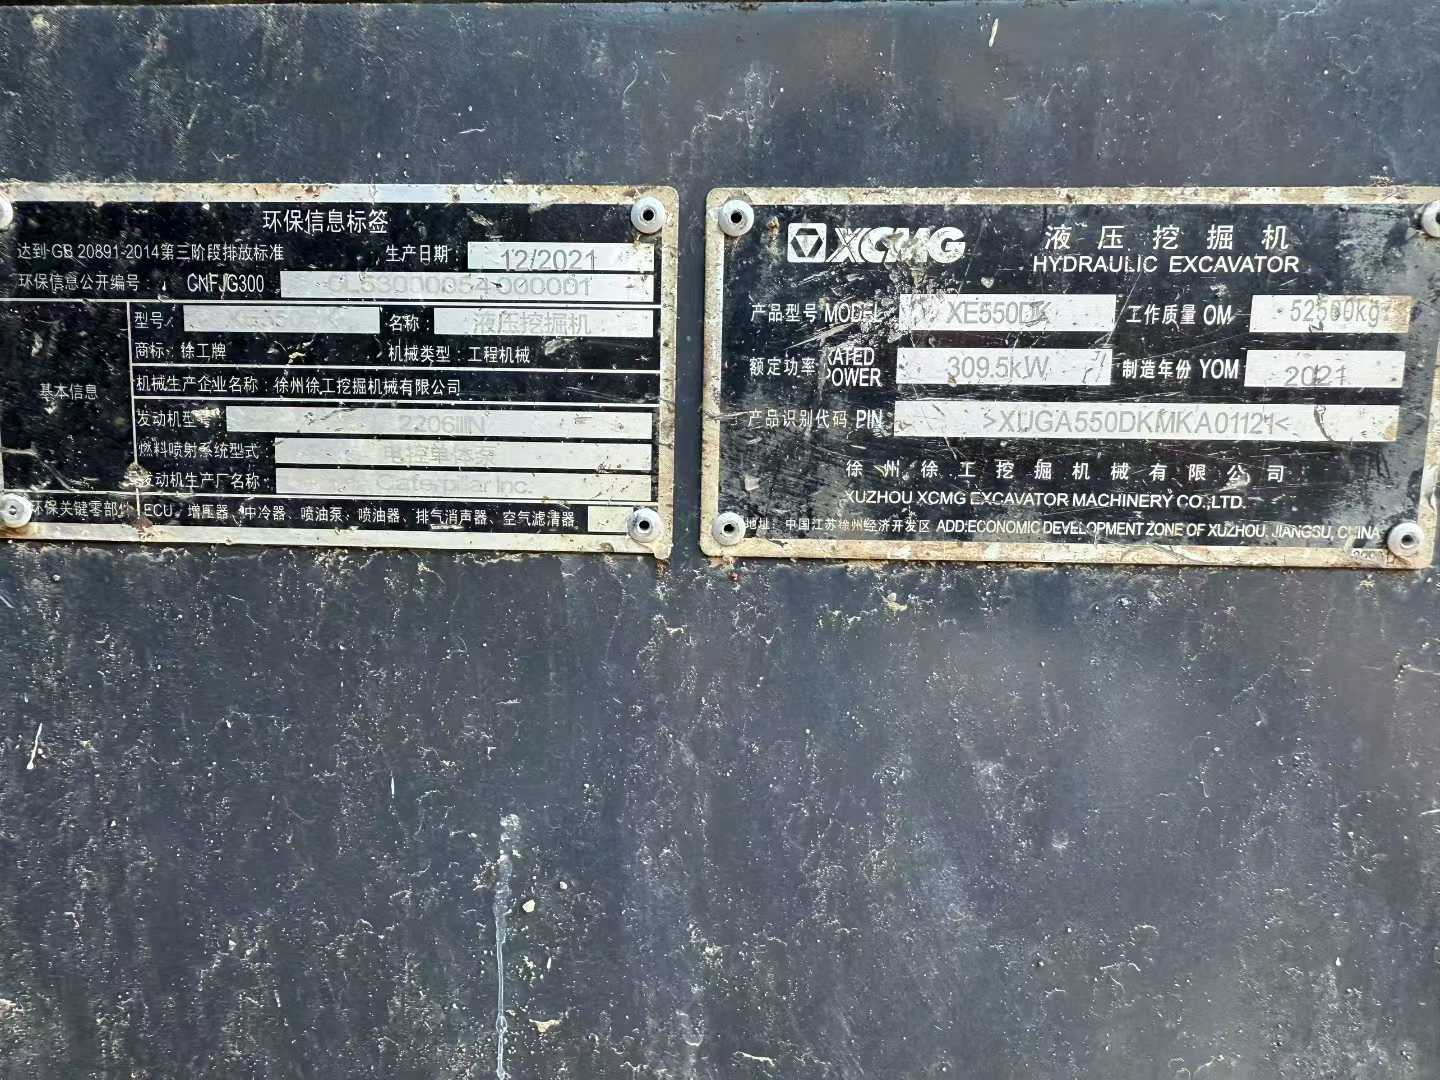 环保信息标签
达到 GB 20891-2014第三阶段排放标准 生产日期: 12/2021
环保信息公开编号: CNFJG300
型号: 名称: 液压挖掘机
商标: 徐工牌 机械类型: 工程机械
基本信息
机械生产企业名称: 徐州徐工挖掘机械有限公司
发动机型号: 2206IIIN
燃料喷射系统型式: 电控单体泵
发动机生产厂名称: Caterpillar Inc.
环保关键零部件 ECU、增压器、中冷器、喷油泵、喷油器、排气消声器、空气滤清器
XCMG 液压挖掘机
HYDRAULIC EXCAVATOR
产品型号 MODEL XE550DK 工作质量 OM 52500kg
额定功率 RATED POWER 309.5kW 制造年份 YOM 2021
产品识别代码 PIN >XUGA550DKMKA01121<
徐州徐工挖掘机械有限公司
XUZHOU XCMG EXCAVATOR MACHINERY CO.,LTD.
地址: 中国江苏徐州经济开发区 ADD:ECONOMIC DEVELOPMENT ZONE OF XUZHOU, JIANGSU, CHINA